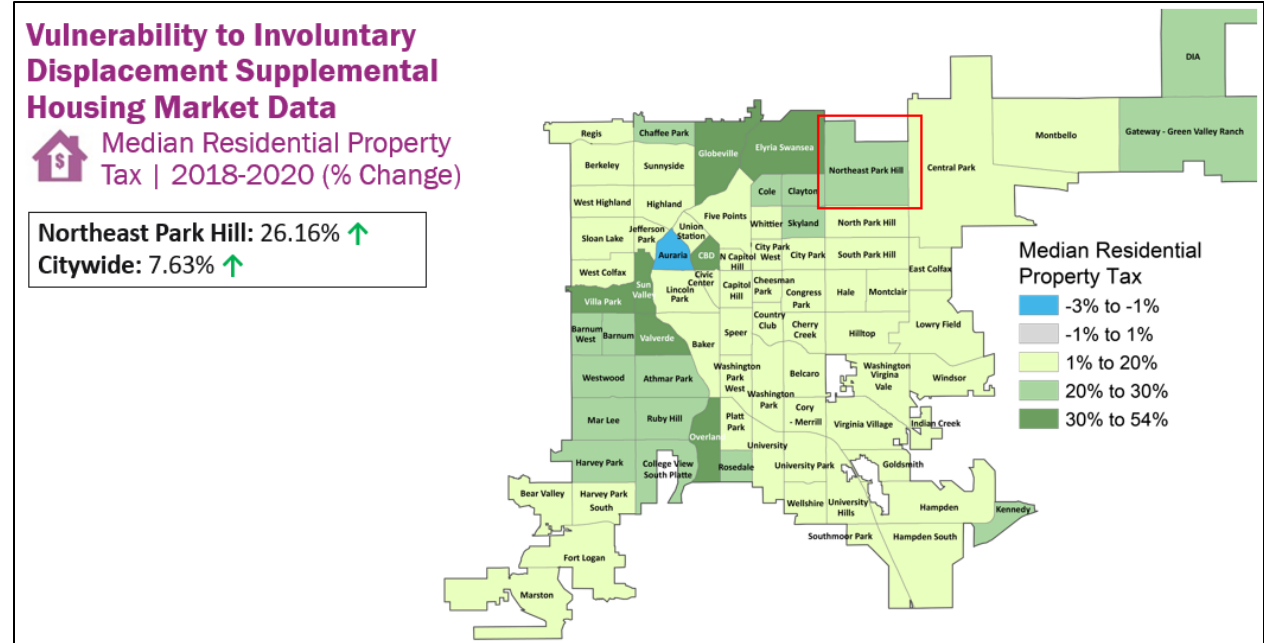 Vulnerability to Involuntary
Displacement Supplemental
Housing Market Data
$
Median Residential Property
Tax | 2018-2020 (% Change)
Northeast Park Hill: 26.16% ↑
Citywide: 7.63% ↑
DIA
Regis
Chaffee Park
Globeville
Elyria Swansea
Northeast Park Hill
Central Park
Montbello
Gateway - Green Valley Ranch
Berkeley
Sunnyside
Cole
Clayton
West Highland
Highland
Five Points
Whittier
Skyland
North Park Hill
Sloan Lake
Jefferson
Park
Union
Station
Auraria
CBD
N Capitol
Hill
City Park
West
City Park
South Park Hill
East Colfax
West Colfax
Sun
Valley
Lincoln
Park
Civic
Center
Capitol
Hill
Cheesman
Park
Congress
Park
Hale
Montclair
Villa Park
Barnum
West
Barnum
Valverde
Baker
Speer
Country
Club
Cherry
Creek
Hilltop
Lowry Field
Westwood
Athmar Park
Washington
Park
West
Washington
Park
Belcaro
Washington
Virgina
Vale
Windsor
Mar Lee
Ruby Hill
Overland
Platt
Park
Cory
- Merrill
Virginia Village
Indian Creek
University
Harvey Park
College View
South Platte
Rosedale
University Park
Goldsmith
Bear Valley
Harvey Park
South
Wellshire
University
Hills
Hampden
Kennedy
Southmoor Park
Hampden South
Fort Logan
Marston
Median Residential
Property Tax
-3% to -1%
-1% to 1%
1% to 20%
20% to 30%
30% to 54%